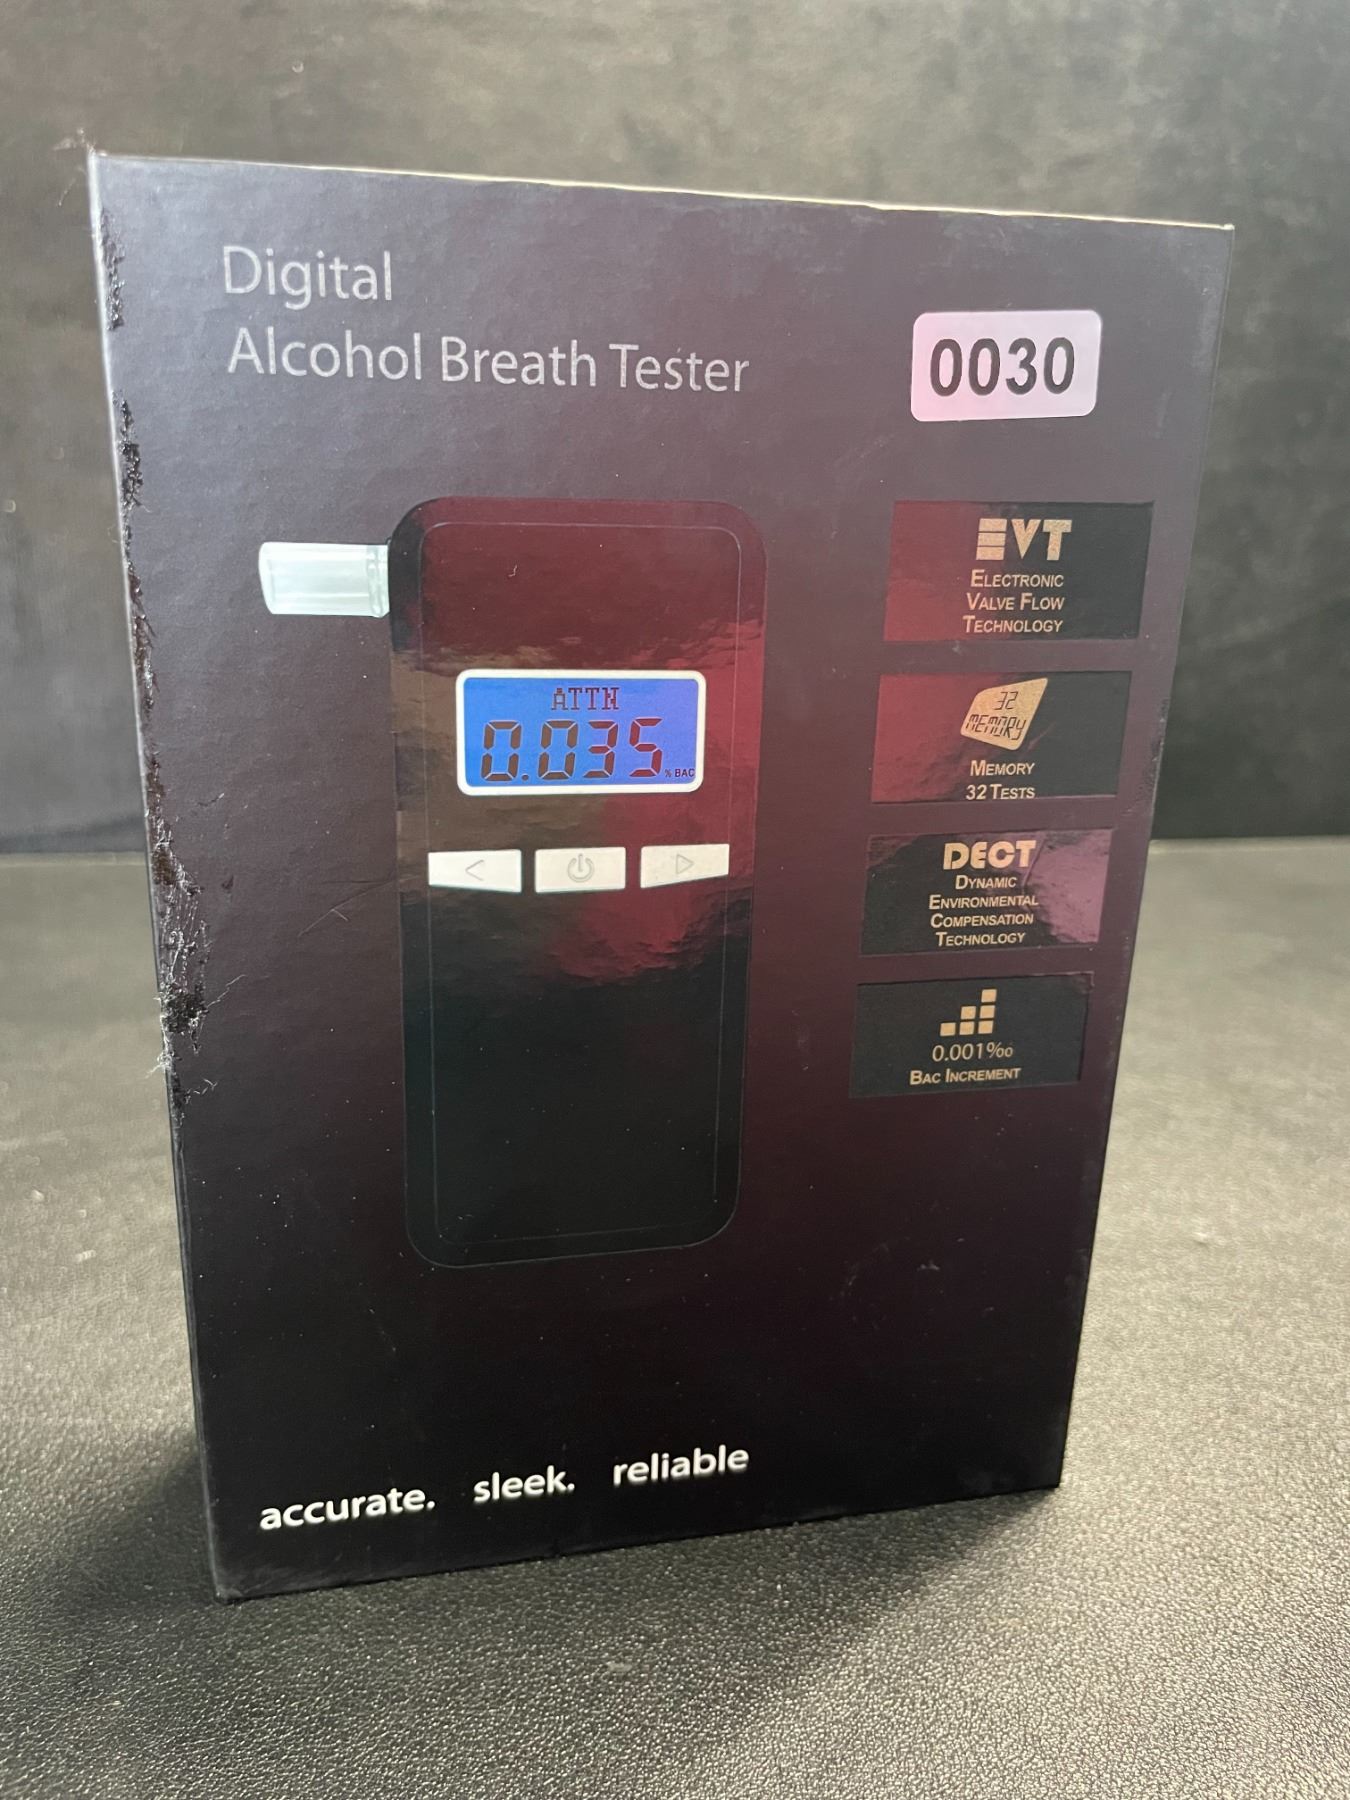 Digital
Alcohol Breath Tester
0030
EVT
ELECTRONIC
VALVE FLOW
TECHNOLOGY
ATTN
0.035 % BAC
32
MEMORY
MEMORY
32 TESTS
DECT
DYNAMIC
ENVIRONMENTAL
COMPENSATION
TECHNOLOGY
0.001‰
BAC INCREMENT
accurate. sleek. reliable